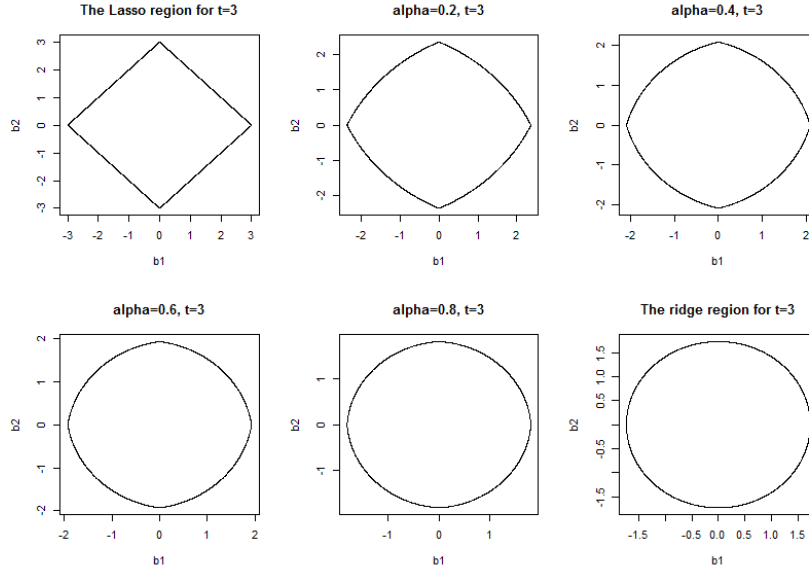 The Lasso region for t=3
3
2
1
0
-1
-2
-3
b2
-3 -2 -1 0 1 2 3
b1
alpha=0.2, t=3
2
1
0
-1
-2
b2
-2 -1 0 1 2
b1
alpha=0.4, t=3
2
1
0
-1
-2
b2
-2 -1 0 1 2
b1
alpha=0.6, t=3
2
1
0
-1
-2
b2
-2 -1 0 1 2
b1
alpha=0.8, t=3
1
0
-1
b2
-1 0 1
b1
The ridge region for t=3
1.5
1.0
0.5
-0.5
-1.5
b2
-1.5 -0.5 0.0 0.5 1.0 1.5
b1